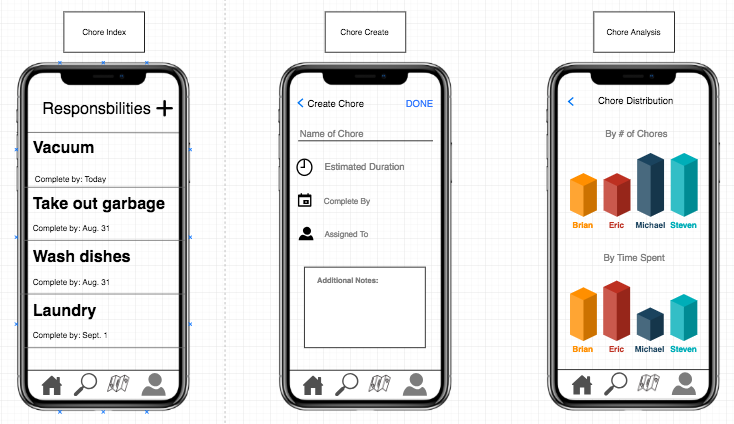 Chore Index
Responsbilities
Vacuum
Complete by: Today
Take out garbage
Complete by: Aug. 31
Wash dishes
Complete by: Aug. 31
Laundry
Complete by: Sept. 1
Chore Create
Create Chore DONE
Name of Chore
Estimated Duration
Complete By
Assigned To
Additional Notes:
Chore Analysis
Chore Distribution
By # of Chores
Brian Eric Michael Steven
By Time Spent
Brian Eric Michael Steven